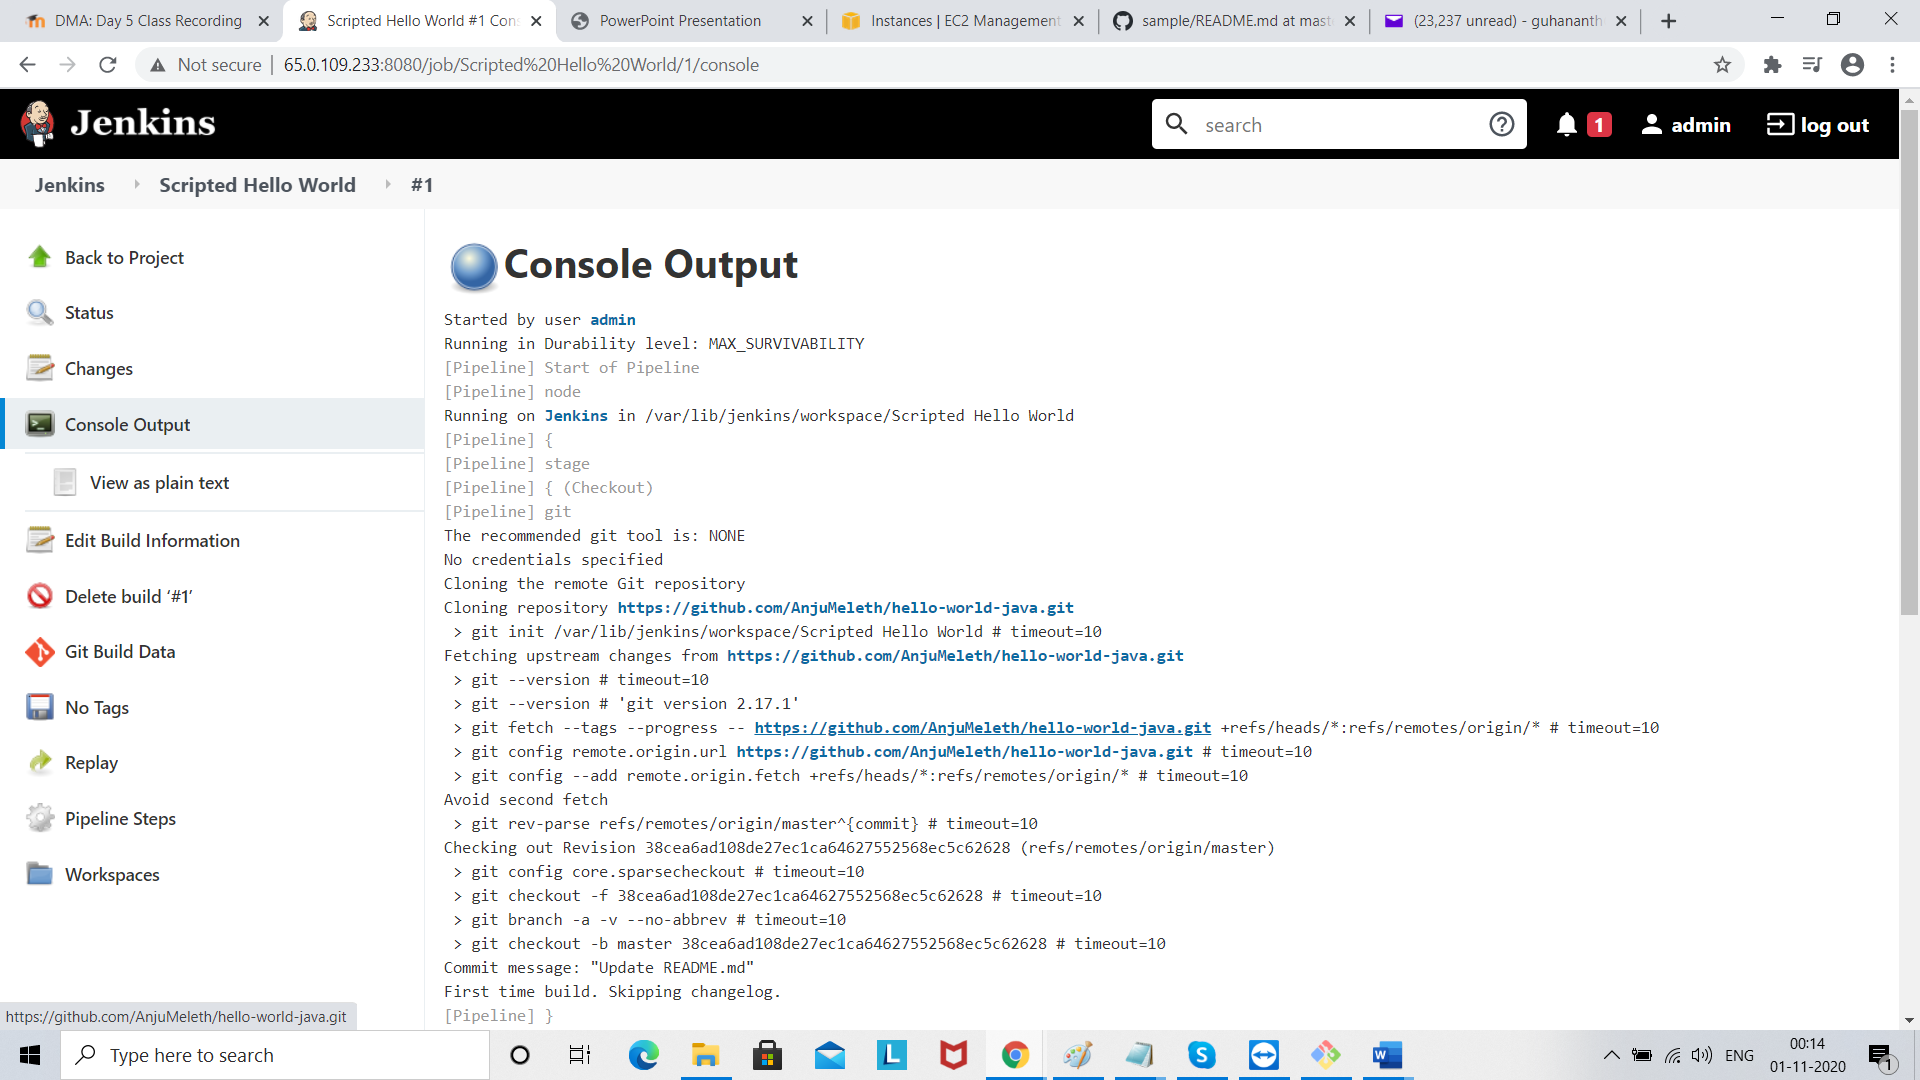 DMA: Day 5 Class Recording
Scripted Hello World #1 Con
PowerPoint Presentation
Instances | EC2 Management
sample/README.md at mast
(23,237 unread) - guhananth
Not secure | 65.0.109.233:8080/job/Scripted%20Hello%20World/1/console
Jenkins
search
1
admin
log out
Jenkins
Scripted Hello World
#1
Back to Project
Status
Changes
Console Output
View as plain text
Edit Build Information
Delete build ‘#1’
Git Build Data
No Tags
Replay
Pipeline Steps
Workspaces
Console Output
Started by user admin
Running in Durability level: MAX_SURVIVABILITY
[Pipeline] Start of Pipeline
[Pipeline] node
Running on Jenkins in /var/lib/jenkins/workspace/Scripted Hello World
[Pipeline] {
[Pipeline] stage
[Pipeline] { (Checkout)
[Pipeline] git
The recommended git tool is: NONE
No credentials specified
Cloning the remote Git repository
Cloning repository https://github.com/AnjuMeleth/hello-world-java.git
> git init /var/lib/jenkins/workspace/Scripted Hello World # timeout=10
Fetching upstream changes from https://github.com/AnjuMeleth/hello-world-java.git
> git --version # timeout=10
> git --version # 'git version 2.17.1'
> git fetch --tags --progress -- https://github.com/AnjuMeleth/hello-world-java.git +refs/heads/*:refs/remotes/origin/* # timeout=10
> git config remote.origin.url https://github.com/AnjuMeleth/hello-world-java.git # timeout=10
> git config --add remote.origin.fetch +refs/heads/*:refs/remotes/origin/* # timeout=10
Avoid second fetch
> git rev-parse refs/remotes/origin/master^{commit} # timeout=10
Checking out Revision 38cea6ad108de27ec1ca64627552568ec5c62628 (refs/remotes/origin/master)
> git config core.sparsecheckout # timeout=10
> git checkout -f 38cea6ad108de27ec1ca64627552568ec5c62628 # timeout=10
> git branch -a -v --no-abbrev # timeout=10
> git checkout -b master 38cea6ad108de27ec1ca64627552568ec5c62628 # timeout=10
Commit message: "Update README.md"
First time build. Skipping changelog.
[Pipeline] }
https://github.com/AnjuMeleth/hello-world-java.git
Type here to search
ENG
00:14
01-11-2020
1